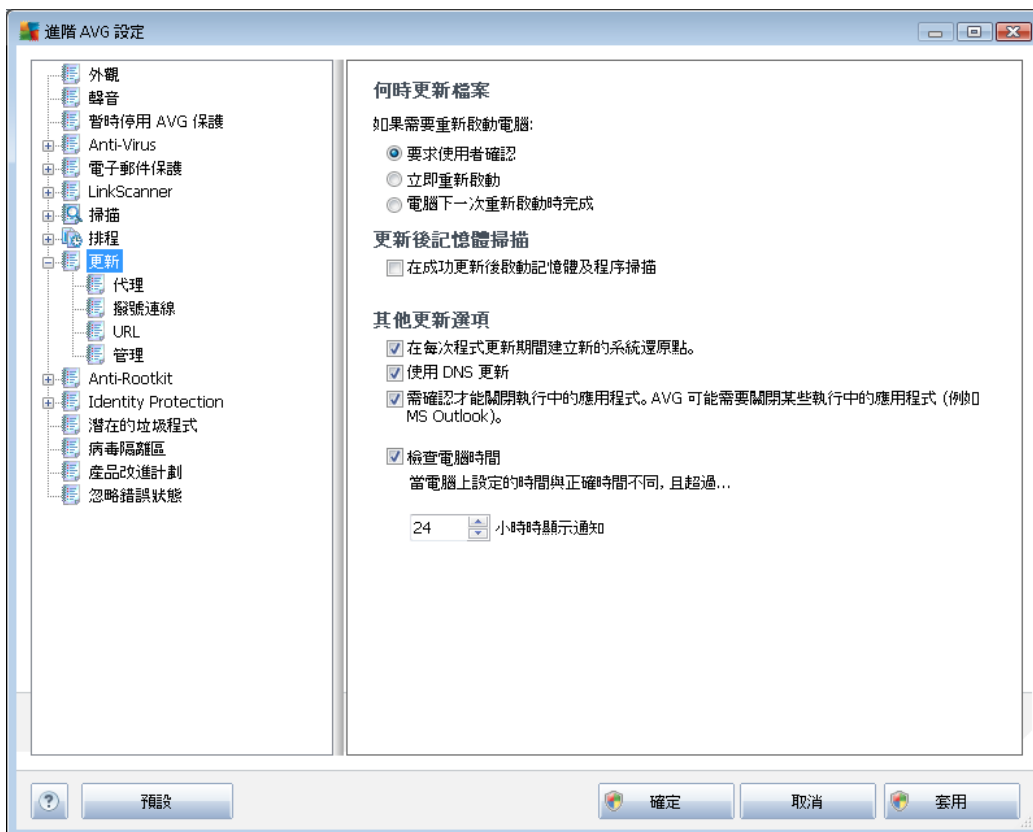 進階 AVG 設定
外觀
聲音
暫時停用 AVG 保護
Anti-Virus
電子郵件保護
LinkScanner
掃描
排程
更新
代理
撥號連線
URL
管理
Anti-Rootkit
Identity Protection
潛在的垃圾程式
病毒隔離區
產品改進計劃
忽略錯誤狀態
何時更新檔案
如果需要重新啟動電腦:
要求使用者確認
立即重新啟動
電腦下一次重新啟動時完成
更新後記憶體掃描
在成功更新後啟動記憶體及程序掃描
其他更新選項
在每次程式更新期間建立新的系統還原點。
使用 DNS 更新
需確認才能關閉執行中的應用程式。AVG 可能需要關閉某些執行中的應用程式 (例如
MS Outlook)。
檢查電腦時間
當電腦上設定的時間與正確時間不同, 且超過...
24 小時時顯示通知
? 預設 確定 取消 套用